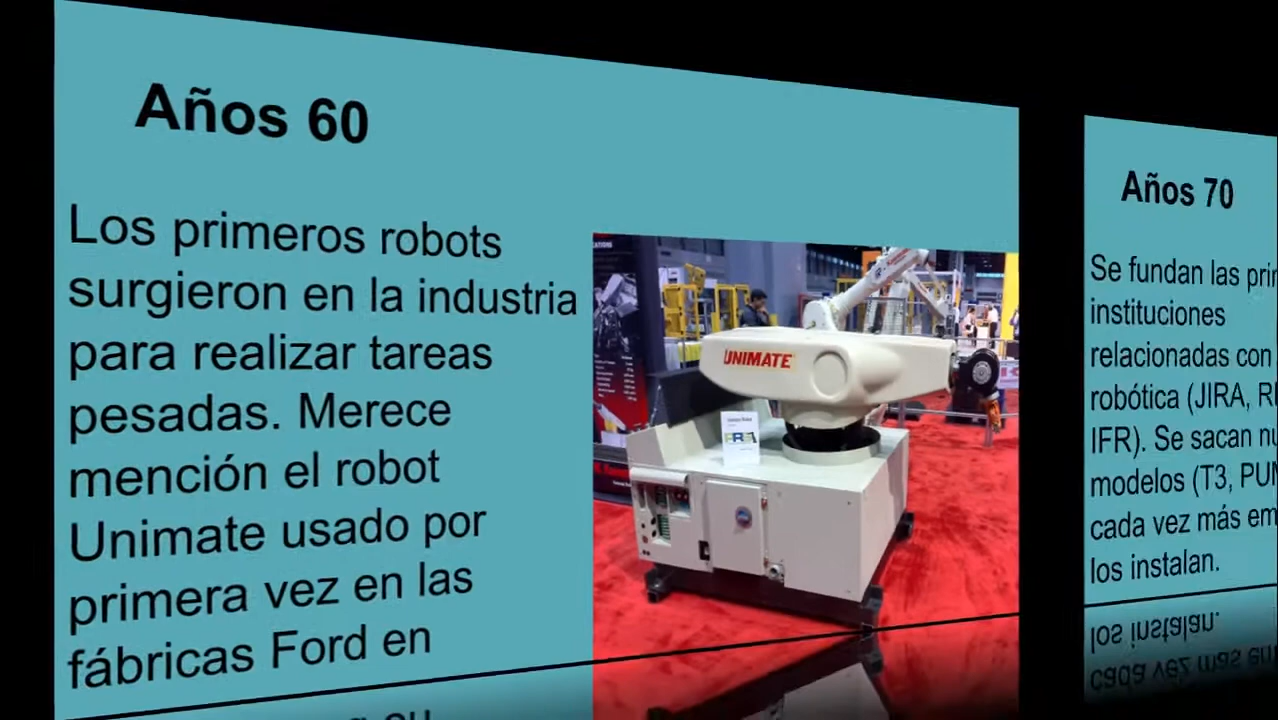 Años 60
Los primeros robots
surgieron en la industria
para realizar tareas
pesadas. Merece
mención el robot
Unimate usado por
primera vez en las
fábricas Ford en
UNIMATE
Años 70
Se fundan las
instituciones
relacionadas con
robótica (JIRA,
IFR). Se sacan
modelos (T3,
cada vez más
los instalan.